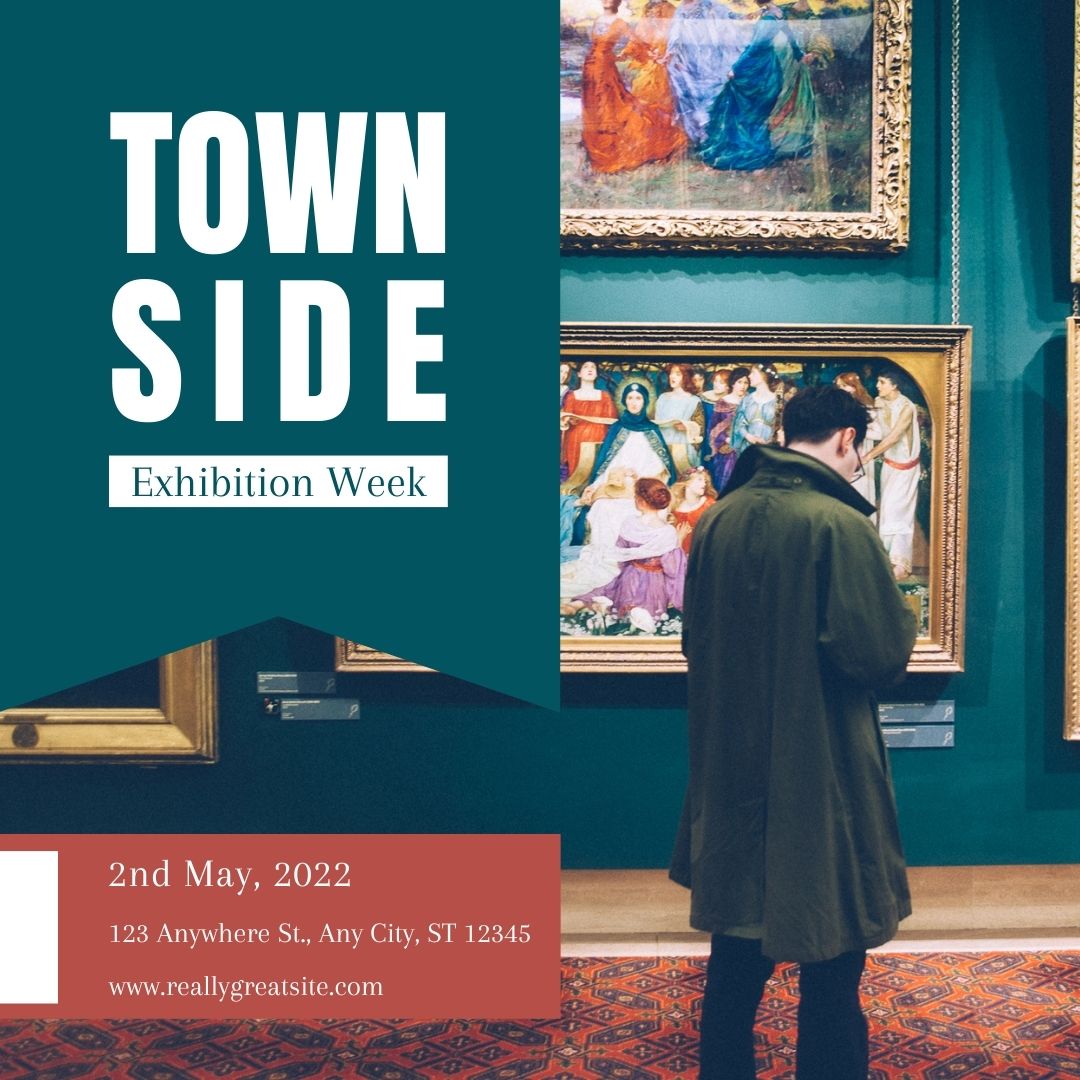 TOWN
SIDE
Exhibition Week
2nd May, 2022
123 Anywhere St., Any City, ST 12345
www.reallygreatsite.com